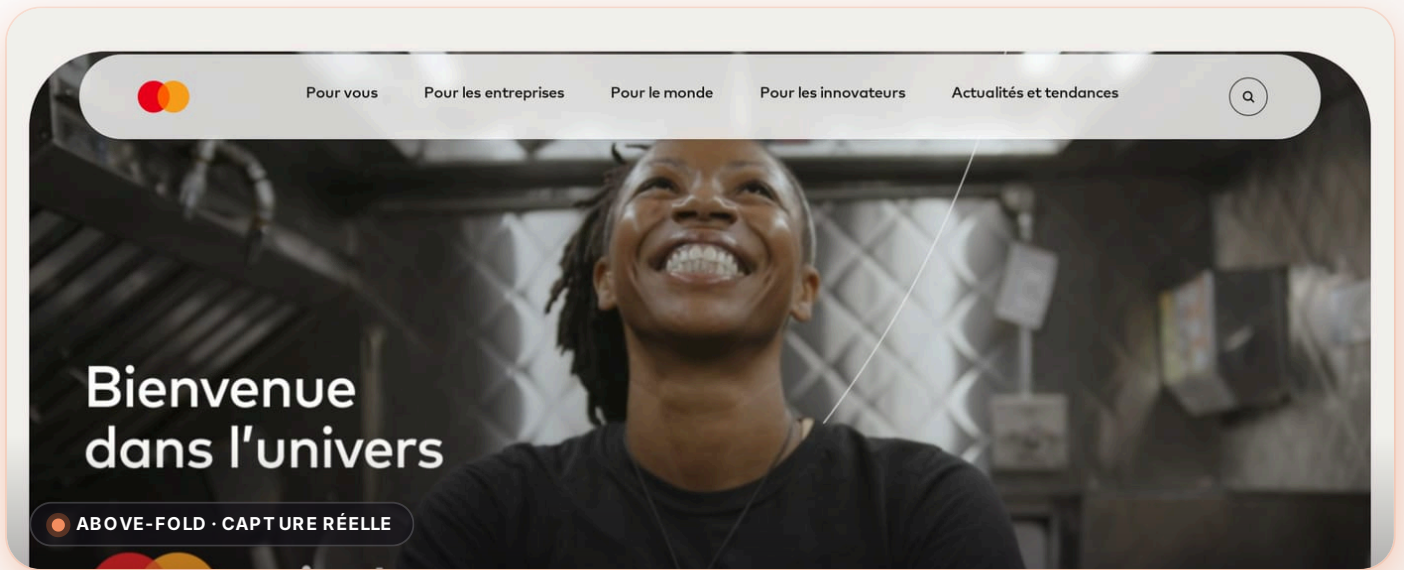 Pour vous
Pour les entreprises
Pour le monde
Pour les innovateurs
Actualités et tendances
Bienvenue
dans l'univers
ABOVE-FOLD · CAPTURE RÉELLE